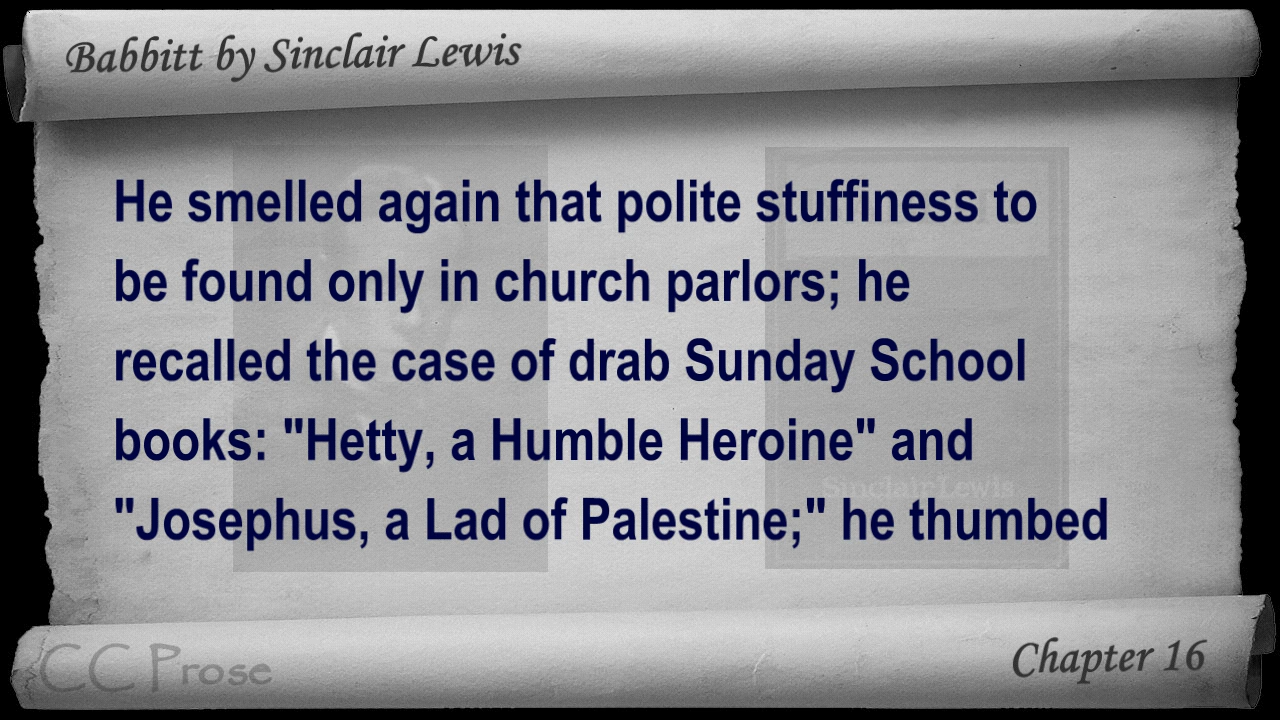 Babbitt by Sinclair Lewis
He smelled again that polite stuffiness to
be found only in church parlors; he
recalled the case of drab Sunday School
books: "Hetty, a Humble Heroine" and
"Josephus, a Lad of Palestine;" he thumbed
Sinclair Lewis
CC Prose
Chapter 16